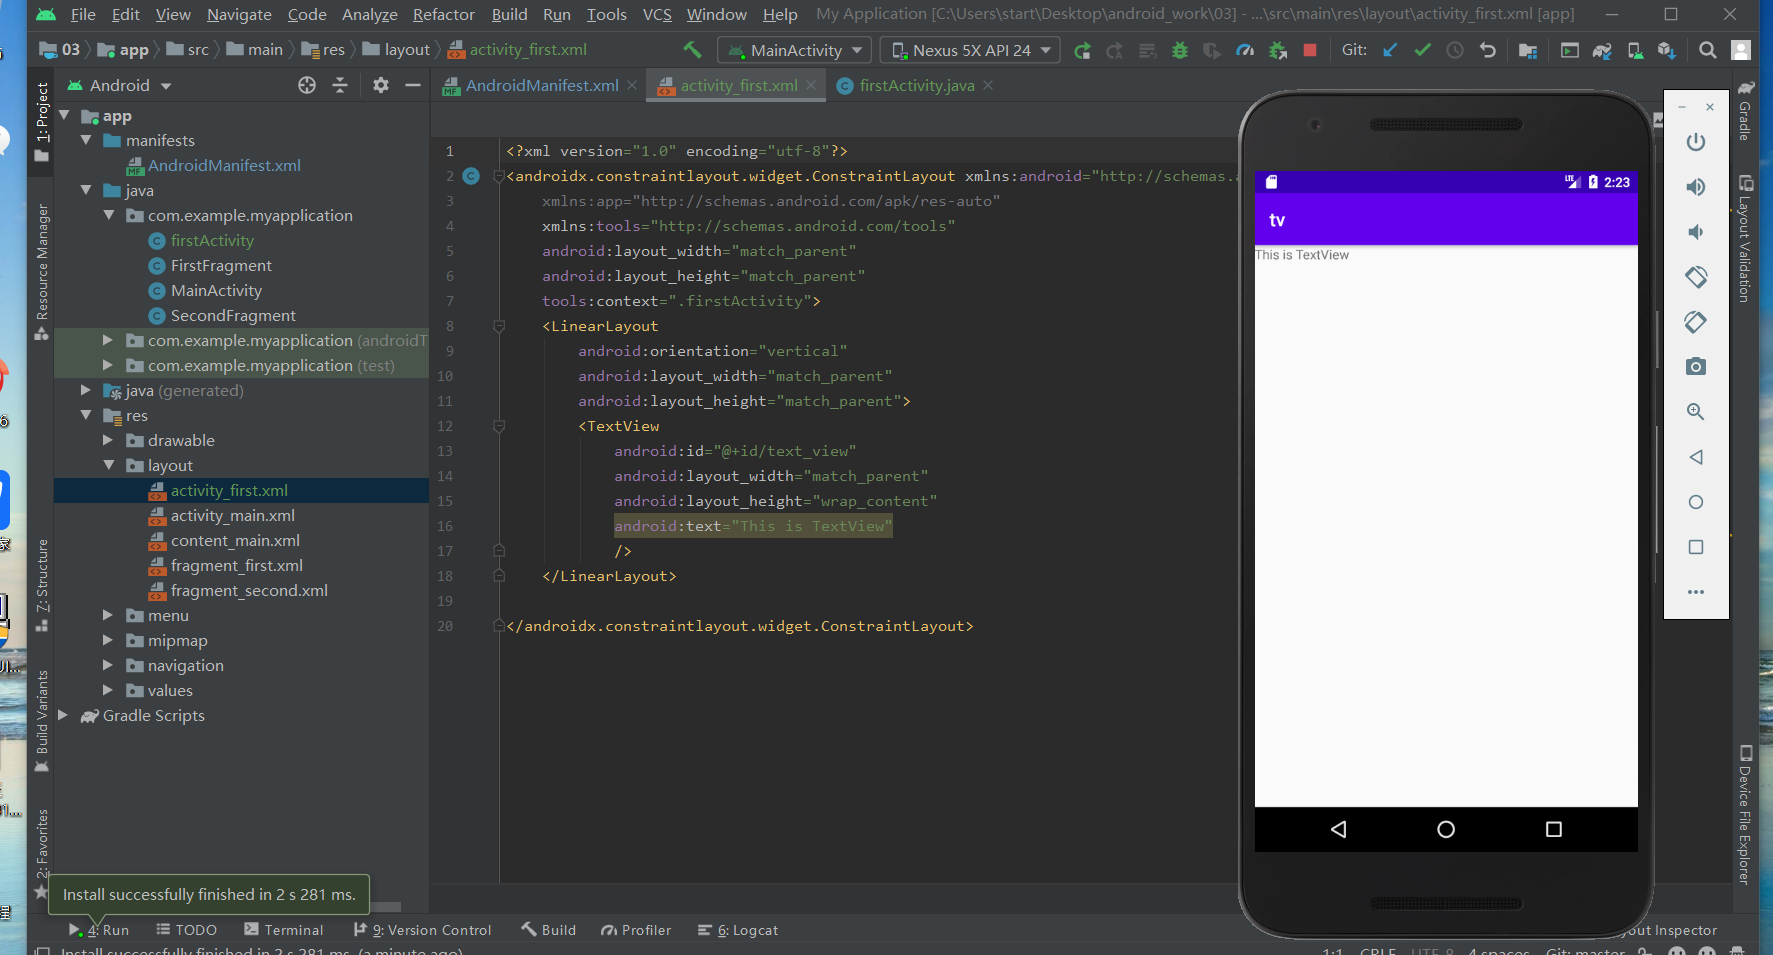 File Edit View Navigate Code Analyze Refactor Build Run Tools VCS Window Help My Application [C:\Users\start\Desktop\android_work\03] - ...\src\main\res\layout\activity_first.xml [app]
03 app src main res layout activity_first.xml MainActivity Nexus 5X API 24 Git:
Android
AndroidManifest.xml activity_first.xml firstActivity.java
1: Project
Resource Manager
7: Structure
Build Variants
2: Favorites
app
manifests
AndroidManifest.xml
java
com.example.myapplication
firstActivity
FirstFragment
MainActivity
SecondFragment
com.example.myapplication (androidT
com.example.myapplication (test)
java (generated)
res
drawable
layout
activity_first.xml
activity_main.xml
content_main.xml
fragment_first.xml
fragment_second.xml
menu
mipmap
navigation
values
Gradle Scripts
1 <?xml version="1.0" encoding="utf-8"?>
2 <androidx.constraintlayout.widget.ConstraintLayout xmlns:android="http://schemas.a
3 xmlns:app="http://schemas.android.com/apk/res-auto"
4 xmlns:tools="http://schemas.android.com/tools"
5 android:layout_width="match_parent"
6 android:layout_height="match_parent"
7 tools:context=".firstActivity">
8 <LinearLayout
9 android:orientation="vertical"
10 android:layout_width="match_parent"
11 android:layout_height="match_parent">
12 <TextView
13 android:id="@+id/text_view"
14 android:layout_width="match_parent"
15 android:layout_height="wrap_content"
16 android:text="This is TextView"
17 />
18 </LinearLayout>
19
20 </androidx.constraintlayout.widget.ConstraintLayout>
LTE 2:23
tv
This is TextView
Gradle
Layout Validation
Device File Explorer
Install successfully finished in 2 s 281 ms.
4: Run TODO Terminal 9: Version Control Build Profiler 6: Logcat out Inspector
Install successfully finished in 2 s 281 ms. (a minute ago) 1:1 CRLF UTF-8 4 spaces Git: master